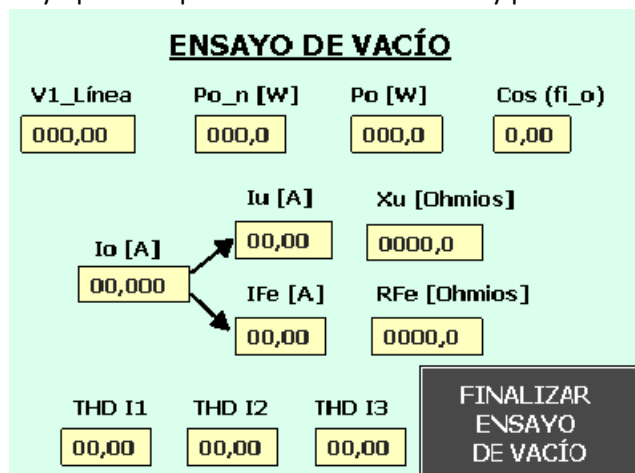 ENSAYO DE VACÍO
V1_Línea Po_n [W] Po [W] Cos (fi_o)
000,00 000,0 000,0 0,00
Iu [A] Xu [Ohmios]
00,00 0000,0
Io [A]
00,000
IFe [A] RFe [Ohmios]
00,00 0000,0
THD I1 THD I2 THD I3
00,00 00,00 00,00
FINALIZAR
ENSAYO
DE VACÍO